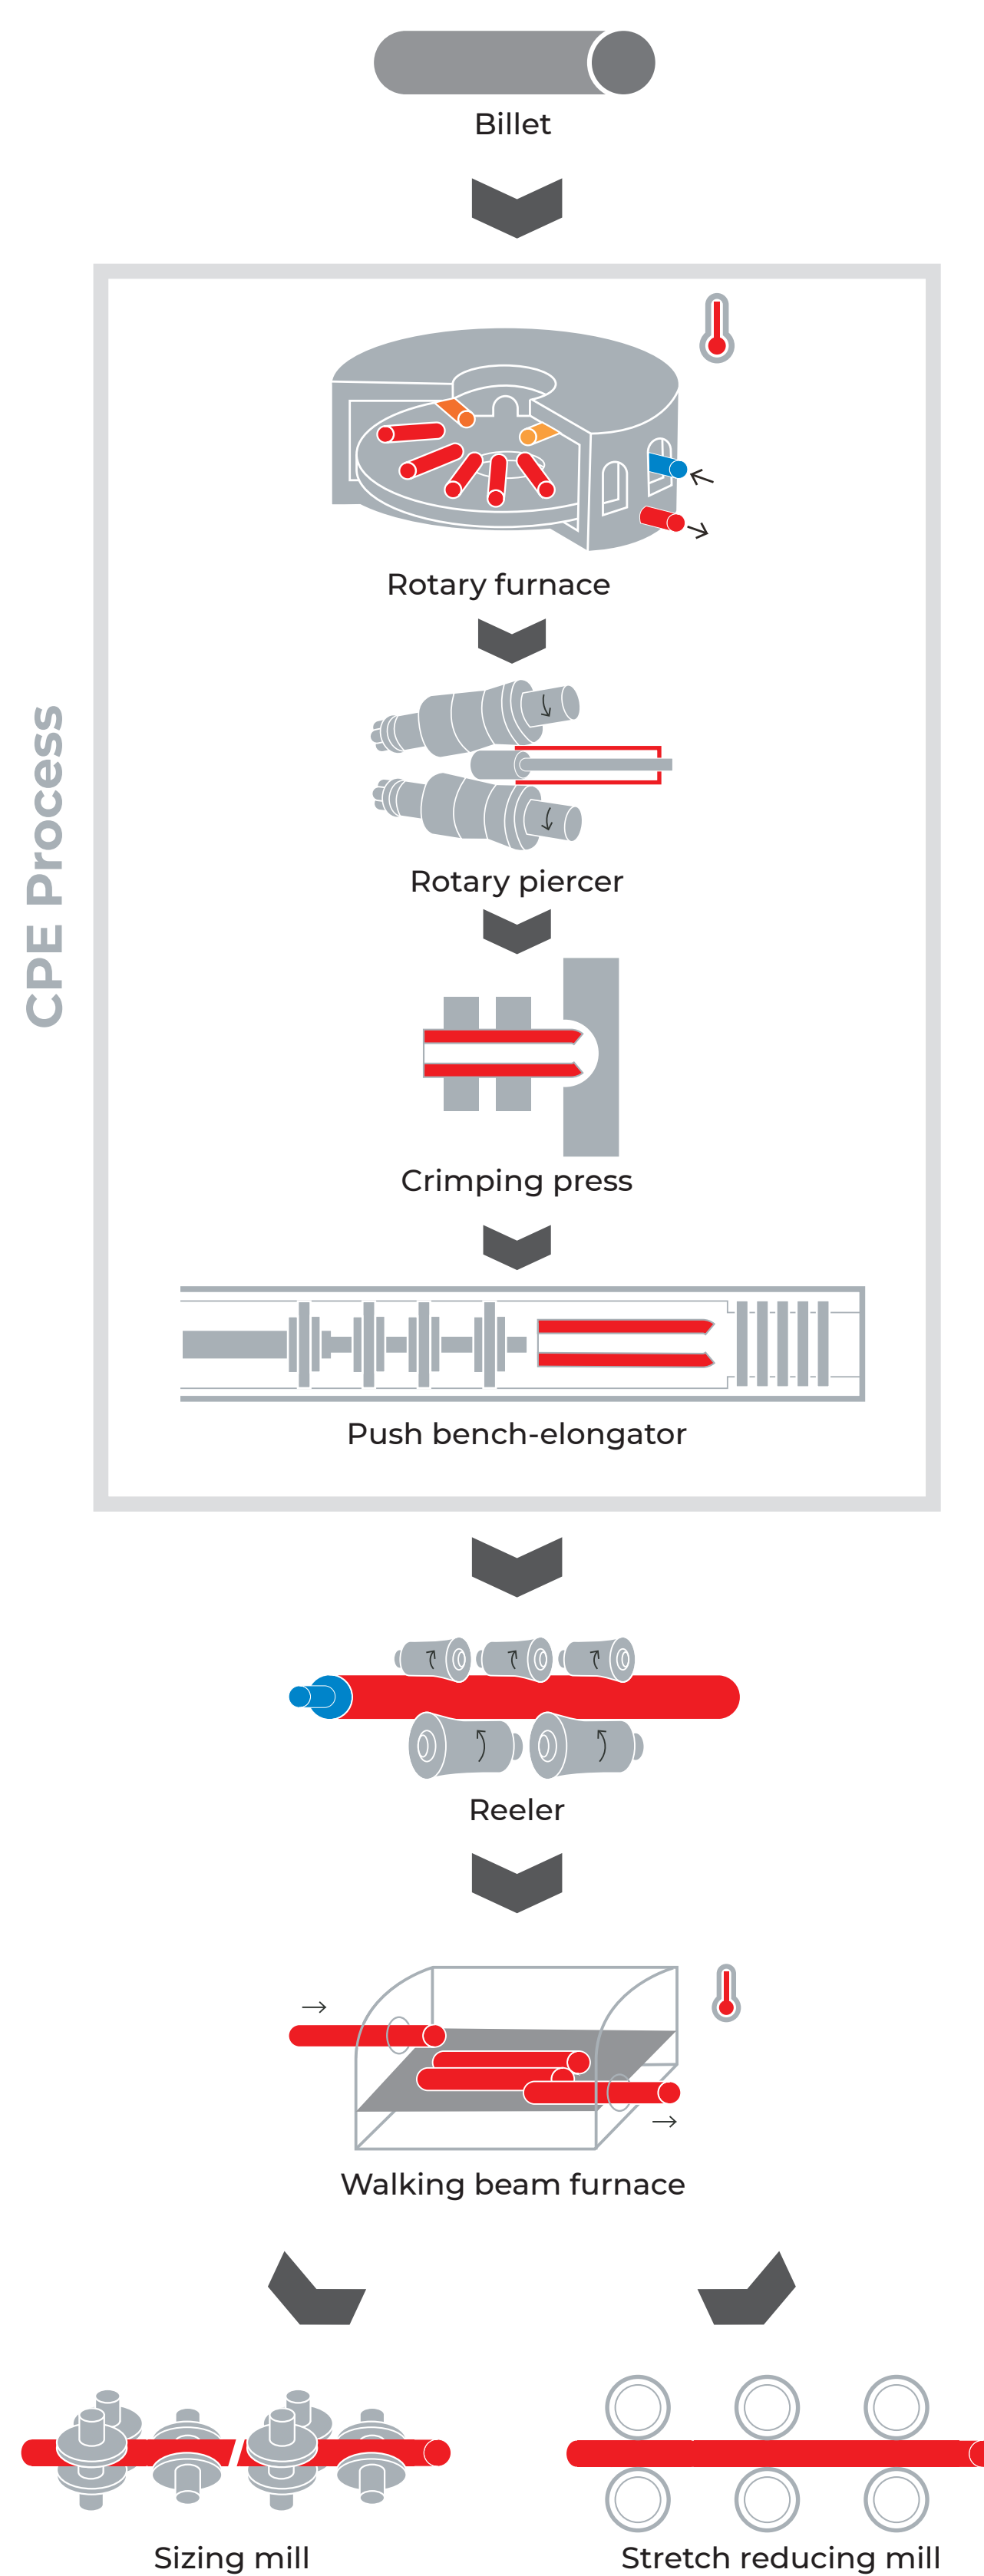 Billet
CPE Process
Rotary furnace
Rotary piercer
Crimping press
Push bench-elongator
Reeler
Walking beam furnace
Sizing mill
Stretch reducing mill